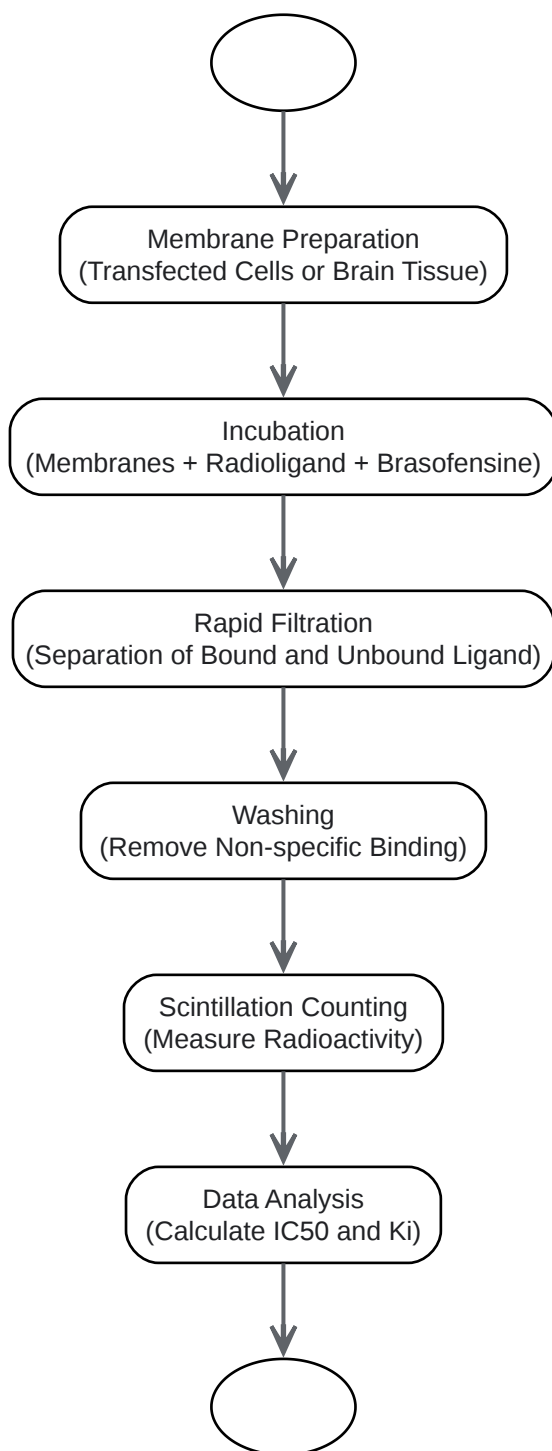 Membrane Preparation
(Transfected Cells or Brain Tissue)
Incubation
(Membranes + Radioligand + Brasofensine)
Rapid Filtration
(Separation of Bound and Unbound Ligand)
Washing
(Remove Non-specific Binding)
Scintillation Counting
(Measure Radioactivity)
Data Analysis
(Calculate IC50 and Ki)